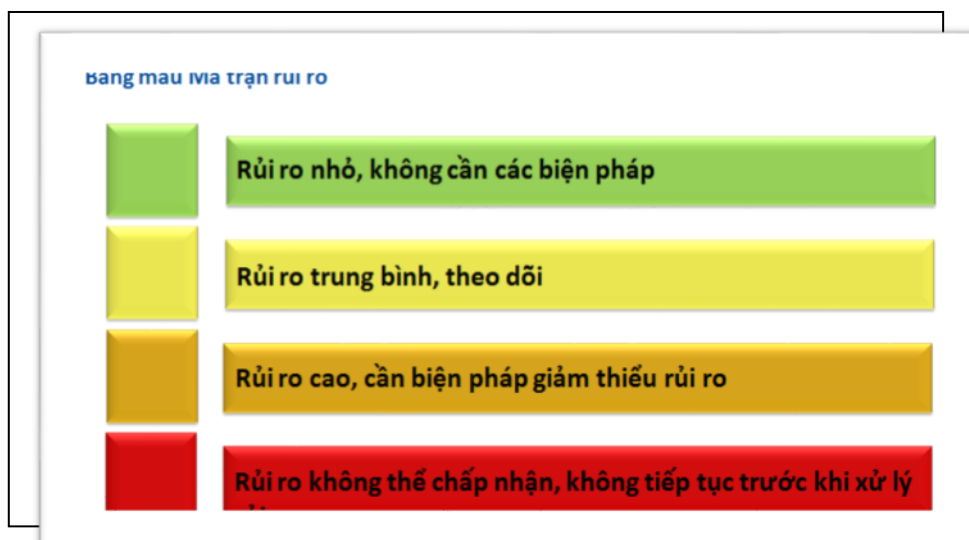 Bảng màu Ma trận rủi ro
Rủi ro nhỏ, không cần các biện pháp
Rủi ro trung bình, theo dõi
Rủi ro cao, cần biện pháp giảm thiểu rủi ro
Rủi ro không thể chấp nhận, không tiếp tục trước khi xử lý